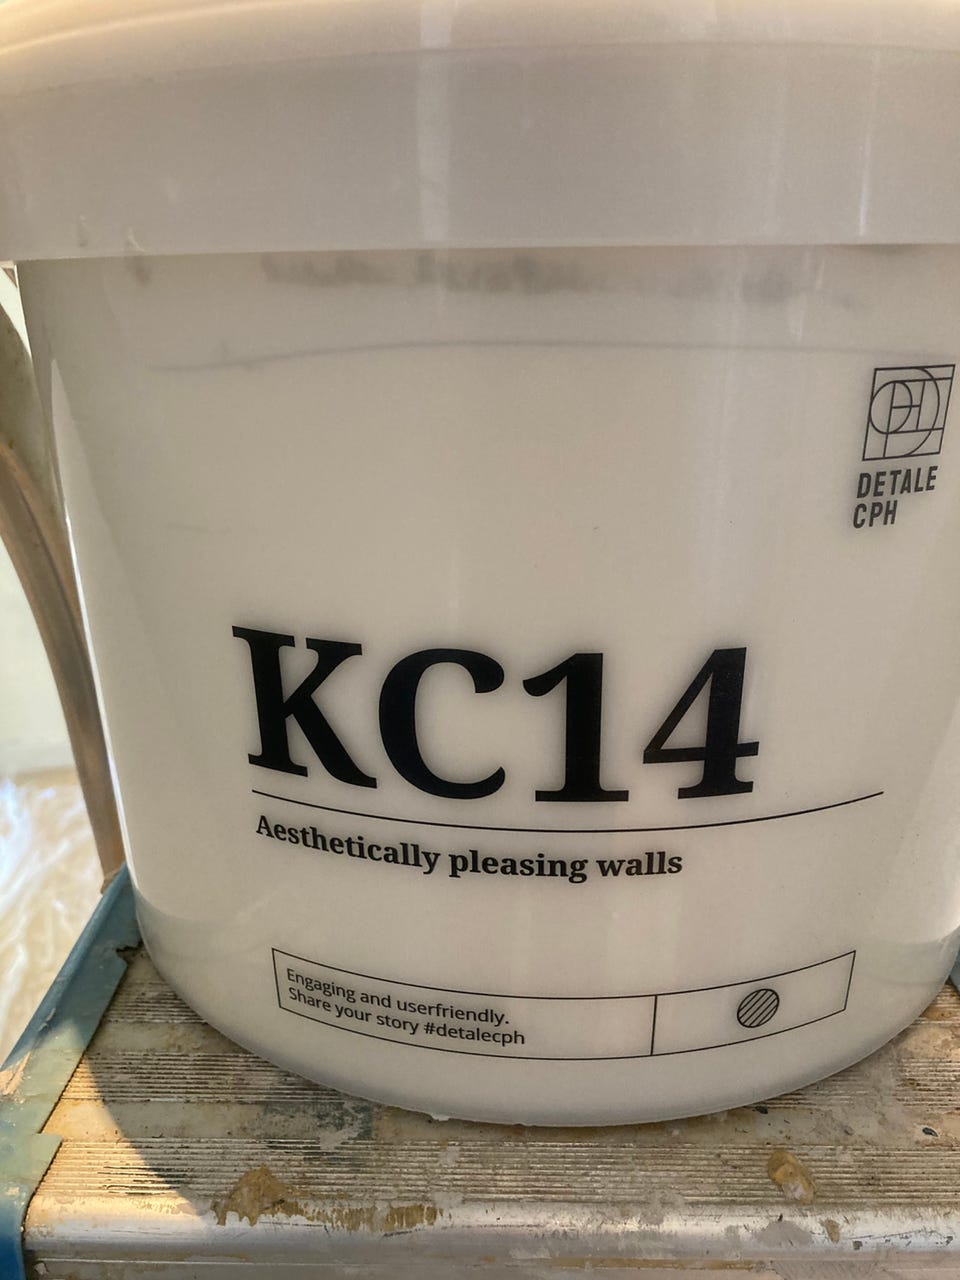 DETALE
CPH
KC14
Aesthetically pleasing walls
Engaging and userfriendly.
Share your story #detalecph